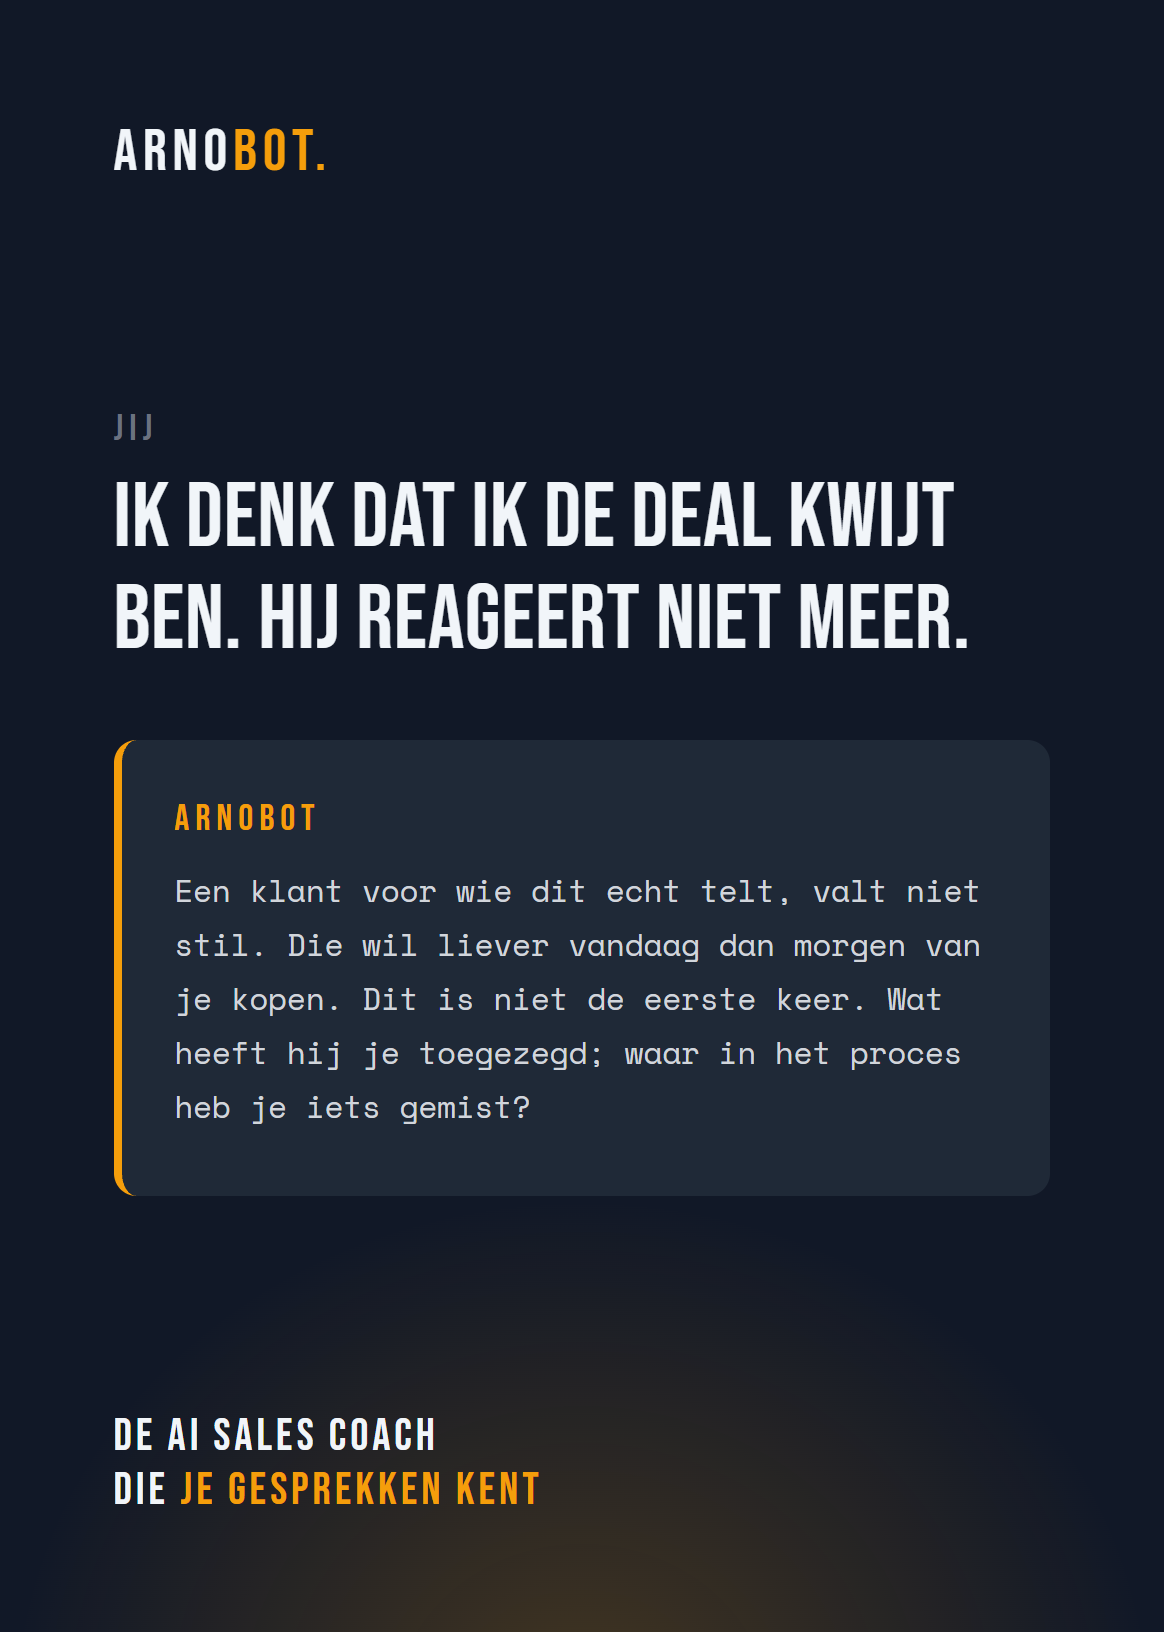 ARNOBOT.
JIJ
IK DENK DAT IK DE DEAL KWIJT
BEN. HIJ REAGEERT NIET MEER.
ARNOBOT
Een klant voor wie dit echt telt, valt niet
stil. Die wil liever vandaag dan morgen van
je kopen. Dit is niet de eerste keer. Wat
heeft hij je toegezegd; waar in het proces
heb je iets gemist?
DE AI SALES COACH
DIE JE GESPREKKEN KENT